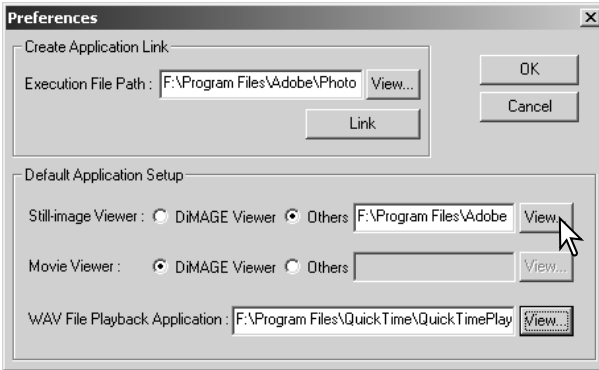 Preferences
Create Application Link
Execution File Path : F:\Program Files\Adobe\Photo View...
OK
Cancel
Link
Default Application Setup
Still-image Viewer : DiMAGE Viewer Others F:\Program Files\Adobe View...
Movie Viewer : DiMAGE Viewer Others View...
WAV File Playback Application : F:\Program Files\QuickTime\QuickTimePlay View...